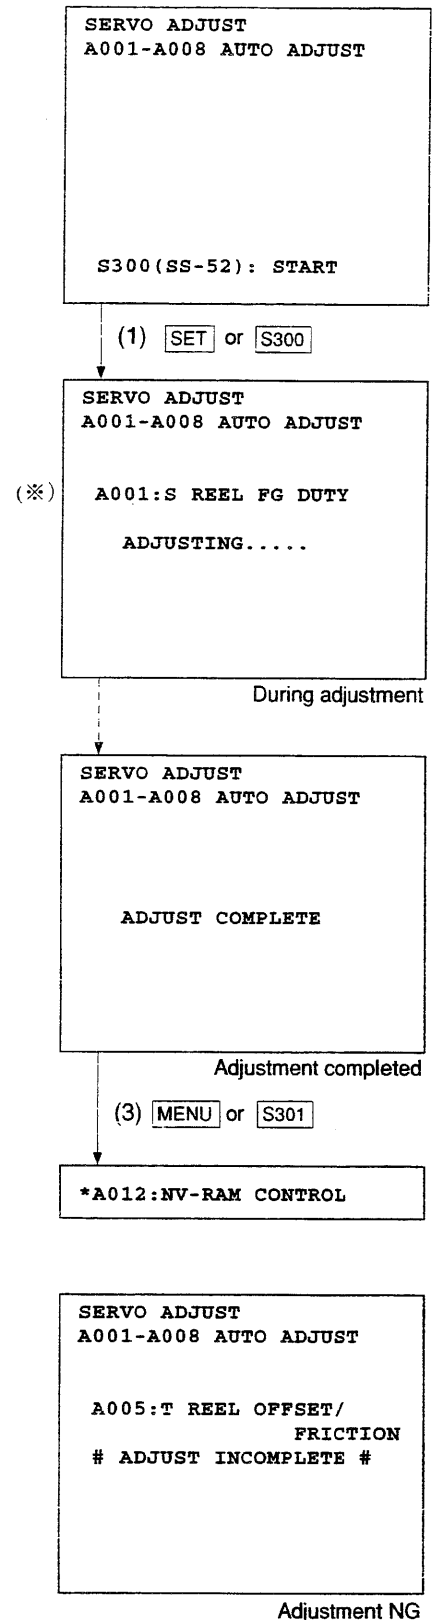 SERVO ADJUST
A001-A008 AUTO ADJUST
S300(SS-52): START
(1) SET or S300
SERVO ADJUST
A001-A008 AUTO ADJUST
(※) A001:S REEL FG DUTY
ADJUSTING.....
During adjustment
SERVO ADJUST
A001-A008 AUTO ADJUST
ADJUST COMPLETE
Adjustment completed
(3) MENU or S301
*A012:NV-RAM CONTROL
SERVO ADJUST
A001-A008 AUTO ADJUST
A005:T REEL OFFSET/
FRICTION
# ADJUST INCOMPLETE #
Adjustment NG